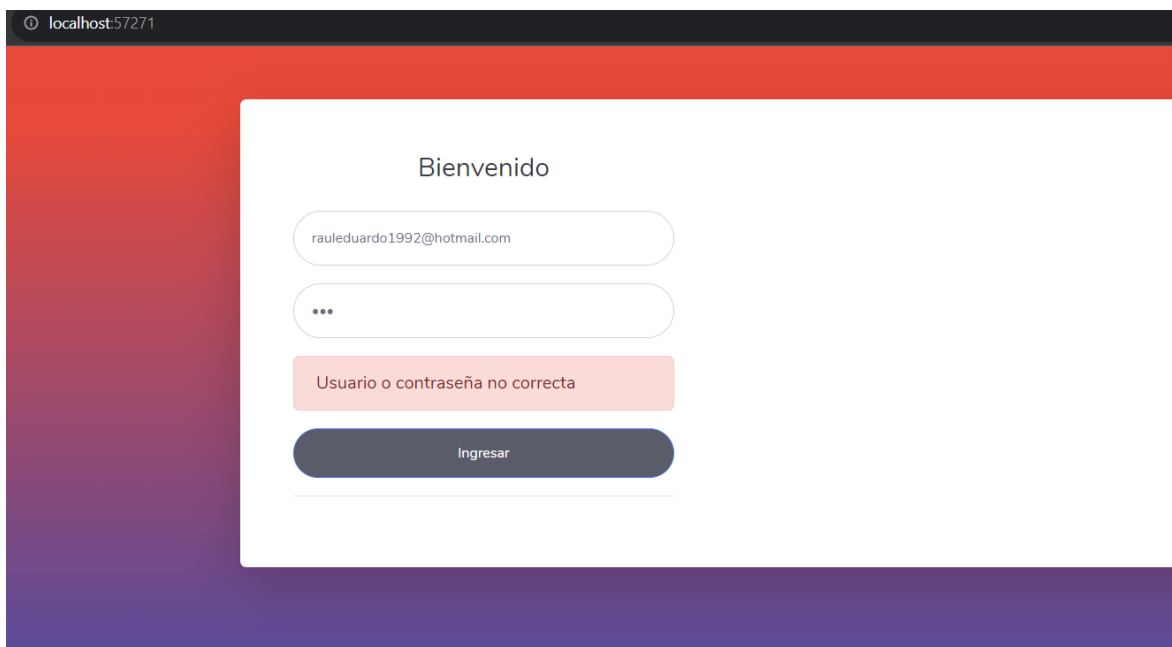 localhost:57271
Bienvenido
rauleduardo1992@hotmail.com
•••
Usuario o contraseña no correcta
Ingresar